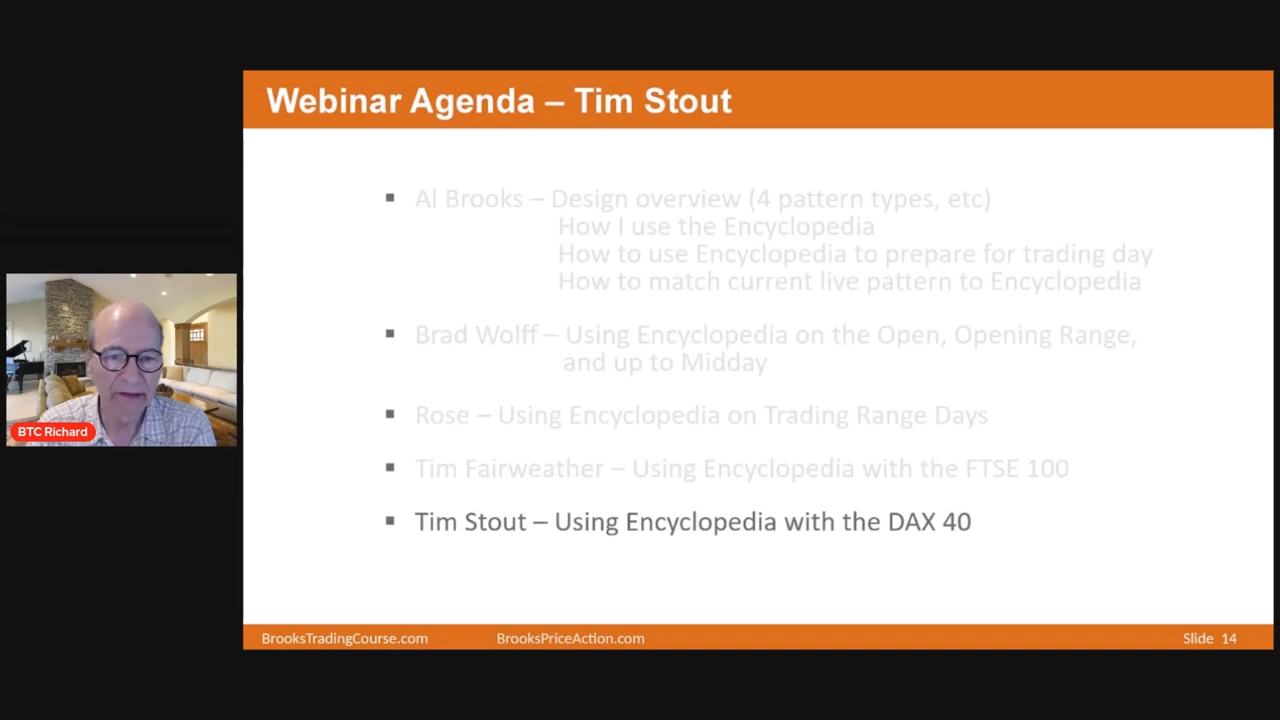 Webinar Agenda – Tim Stout
▪ Al Brooks – Design overview (4 pattern types, etc)
How I use the Encyclopedia
How to use Encyclopedia to prepare for trading day
How to match current live pattern to Encyclopedia
▪ Brad Wolff – Using Encyclopedia on the Open, Opening Range,
and up to Midday
▪ Rose – Using Encyclopedia on Trading Range Days
▪ Tim Fairweather – Using Encyclopedia with the FTSE 100
▪ Tim Stout – Using Encyclopedia with the DAX 40
BTC Richard
BrooksTradingCourse.com BrooksPriceAction.com Slide 14